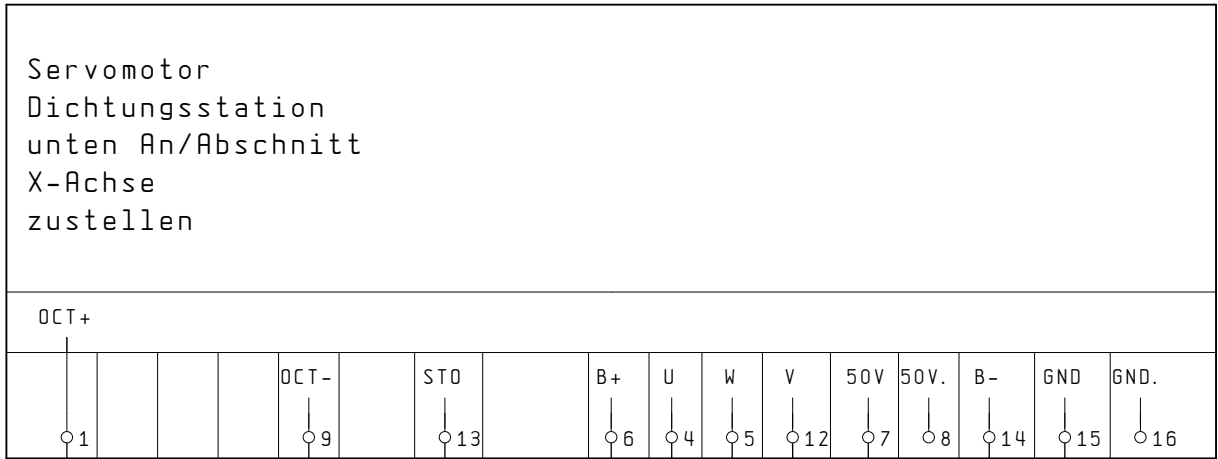 Servomotor
Dichtungsstation
unten An/Abschnitt
X-Achse
zustellen
OCT+
OCT- STO B+ U W V 50V 50V. B- GND GND.
1 9 13 6 4 5 12 7 8 14 15 16